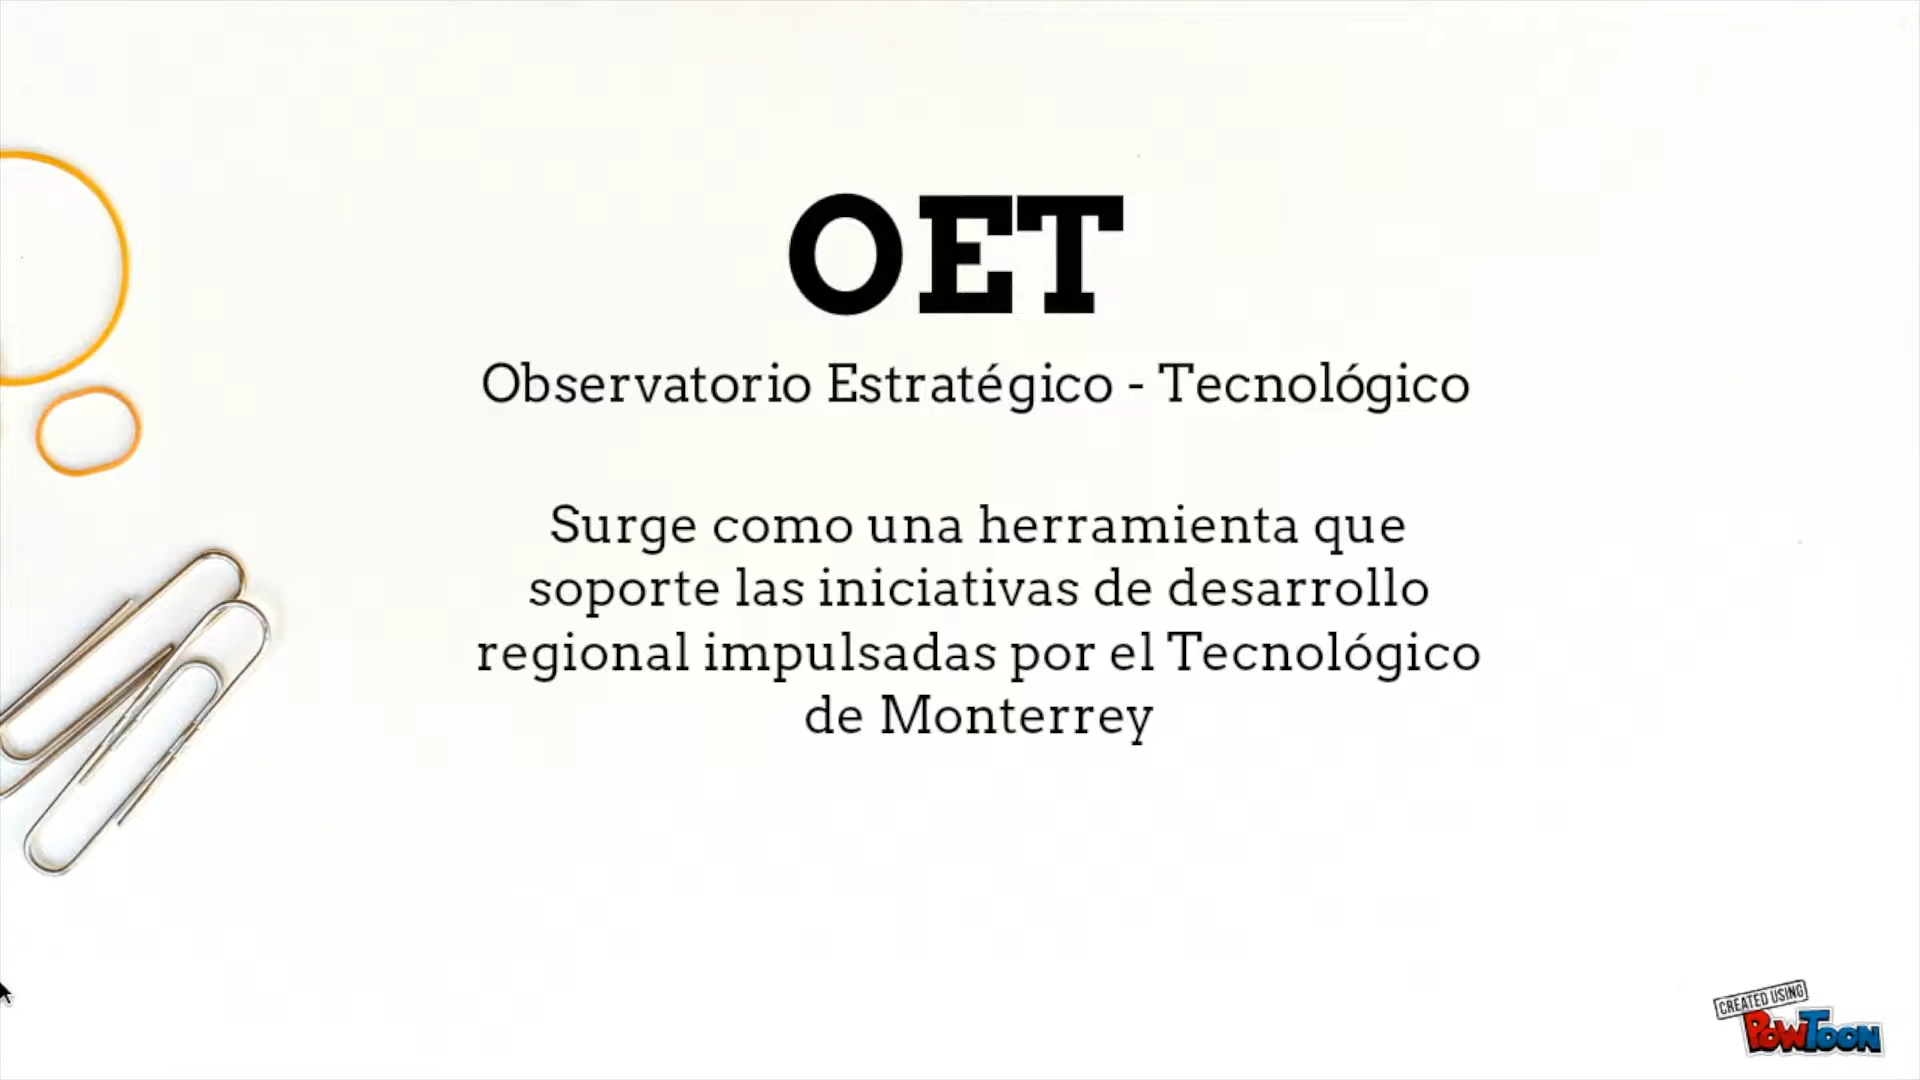 OET
Observatorio Estratégico - Tecnológico
Surge como una herramienta que
soporte las iniciativas de desarrollo
regional impulsadas por el Tecnológico
de Monterrey
CREATED USING
POWTOON